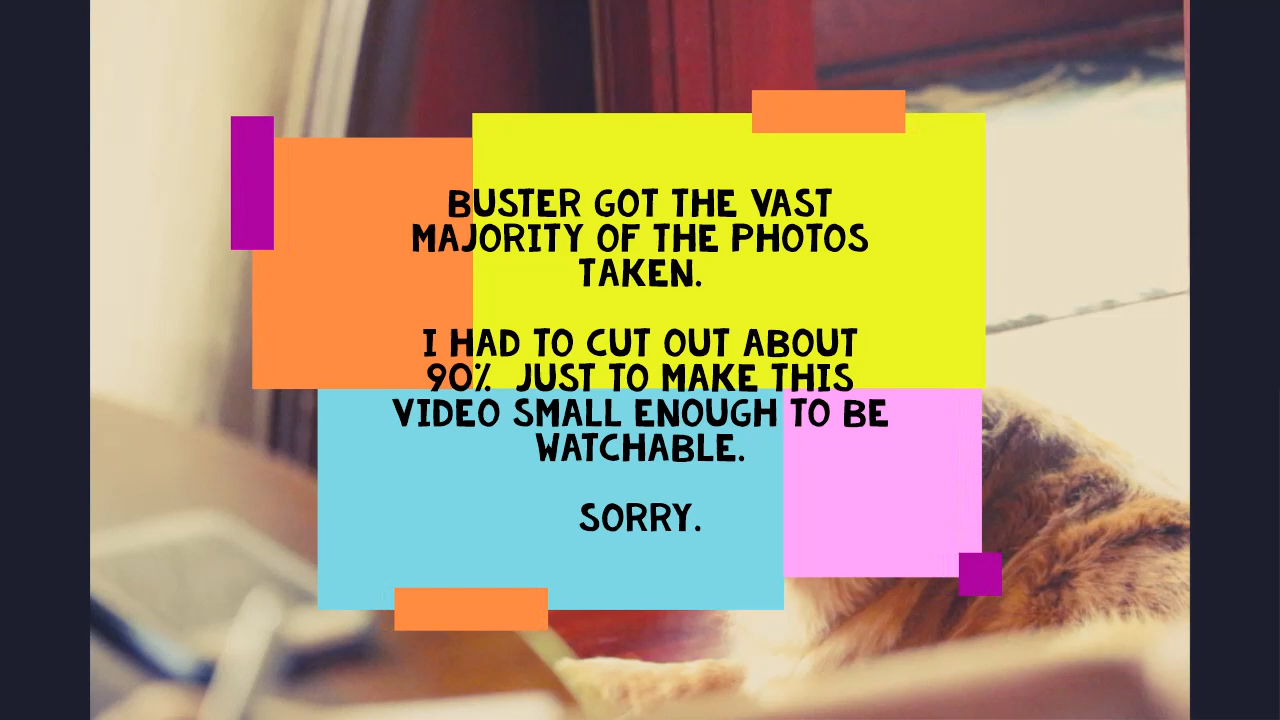 BUSTER GOT THE VAST
MAJORITY OF THE PHOTOS
TAKEN.
I HAD TO CUT OUT ABOUT
90% JUST TO MAKE THIS
VIDEO SMALL ENOUGH TO BE
WATCHABLE.
SORRY.